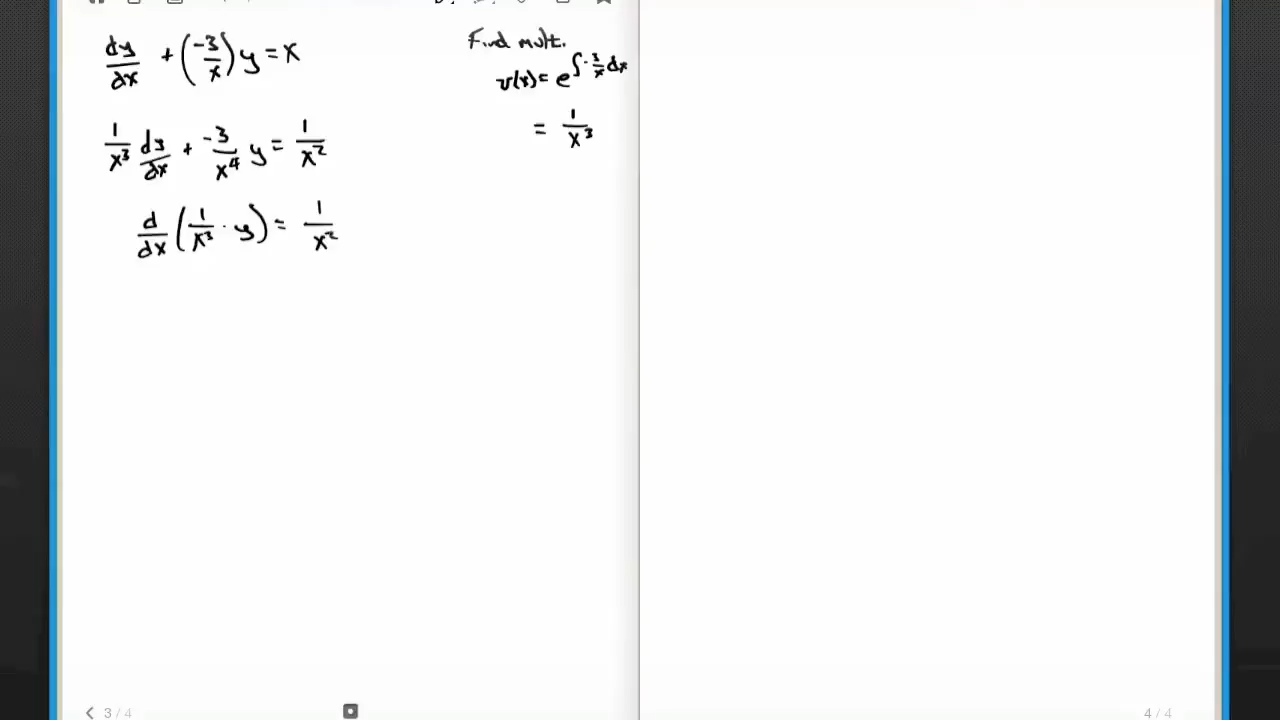 dy/dx + (-3/x) y = x
1/x³ dy/dx + -3/x⁴ y = 1/x²
d/dx (1/x³ · y) = 1/x²
Find mult.
v(x) = e^∫-3/x dx
= 1/x³
3 / 4
4 / 4